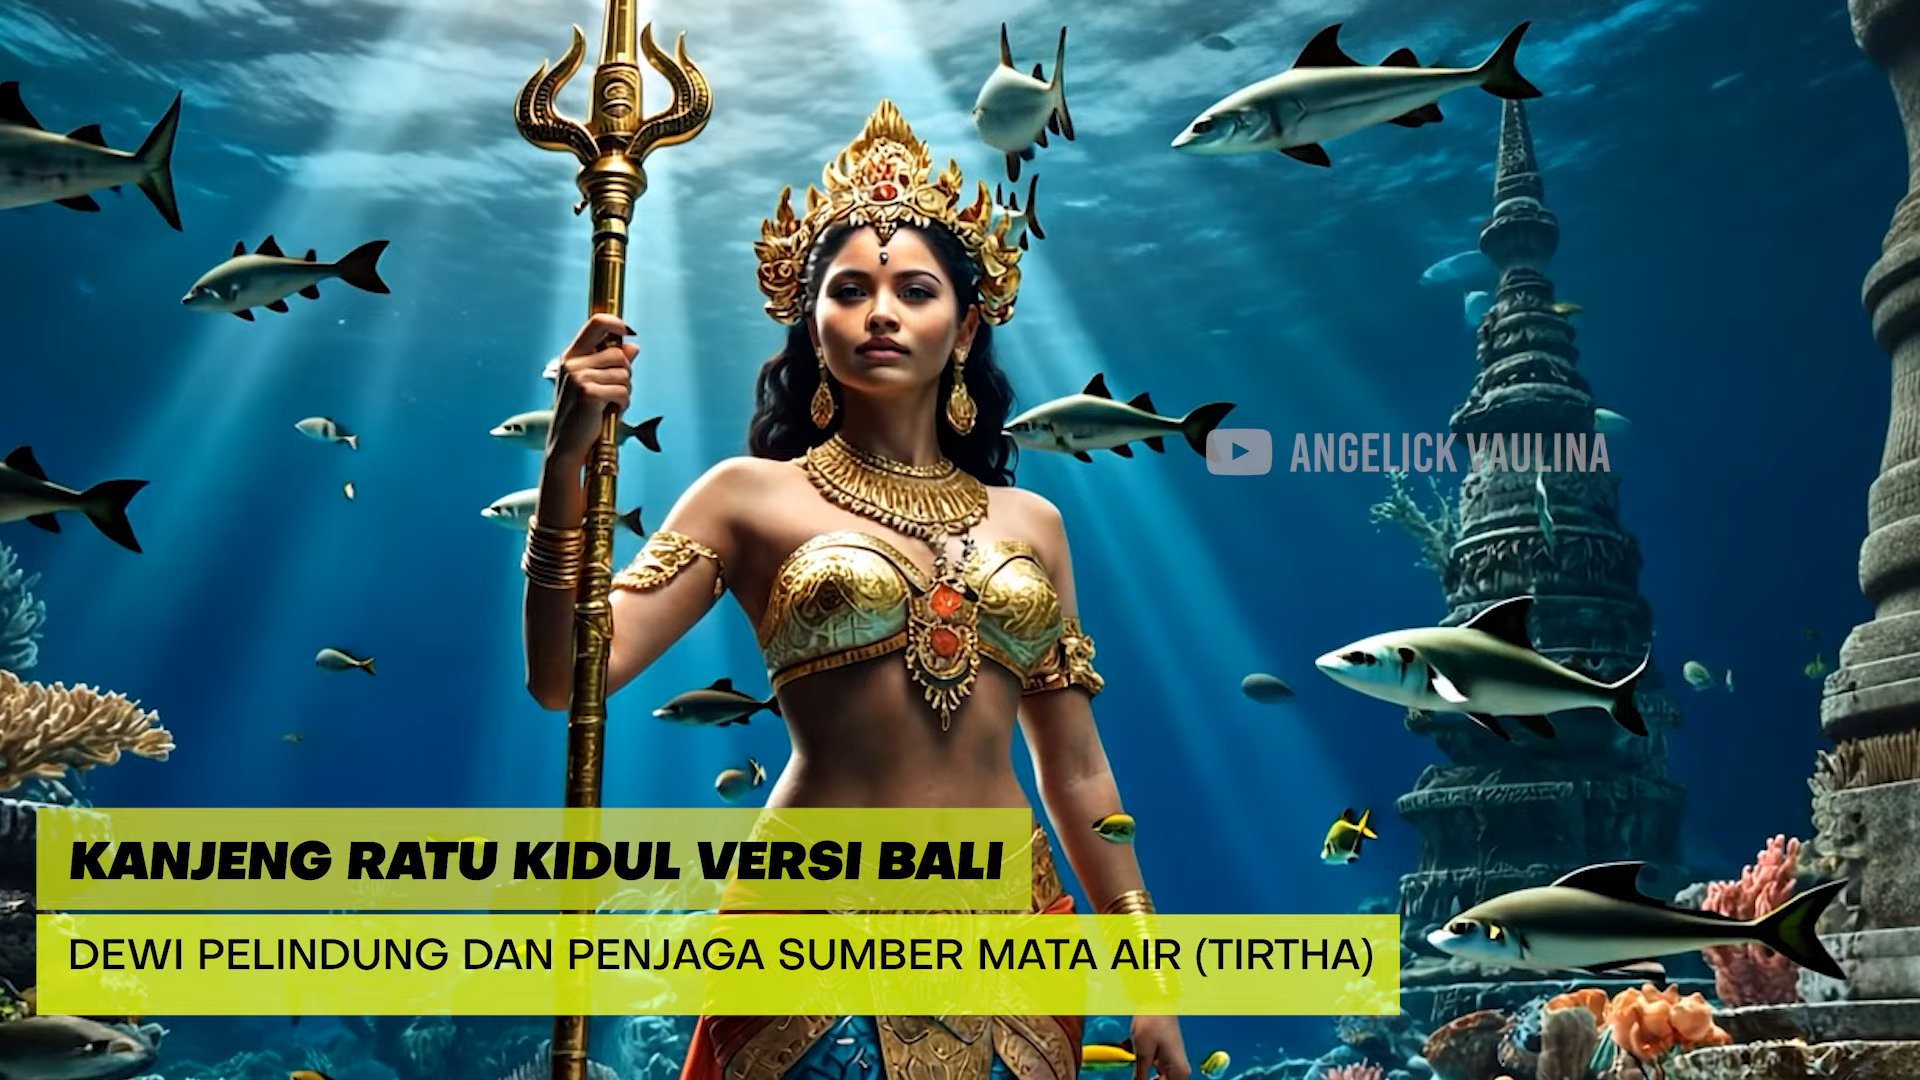 ANGELICK VAULINA
KANJENG RATU KIDUL VERSI BALI
DEWI PELINDUNG DAN PENJAGA SUMBER MATA AIR (TIRTHA)